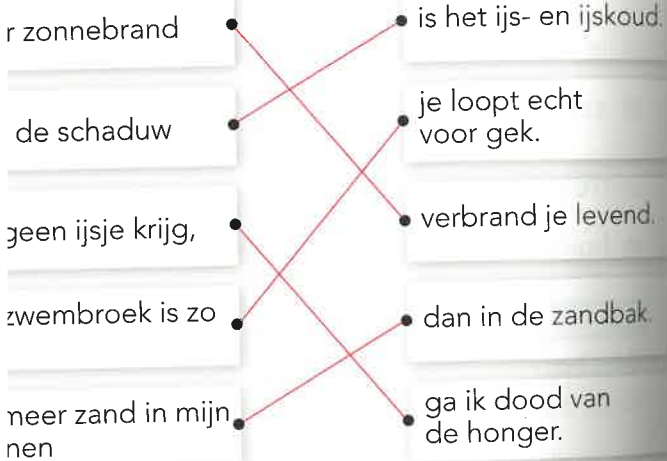 r zonnebrand
de schaduw
geen ijsje krijg,
zwembroek is zo
meer zand in mijn
nen
is het ijs- en ijskoud.
je loopt echt
voor gek.
verbrand je levend.
dan in de zandbak.
ga ik dood van
de honger.